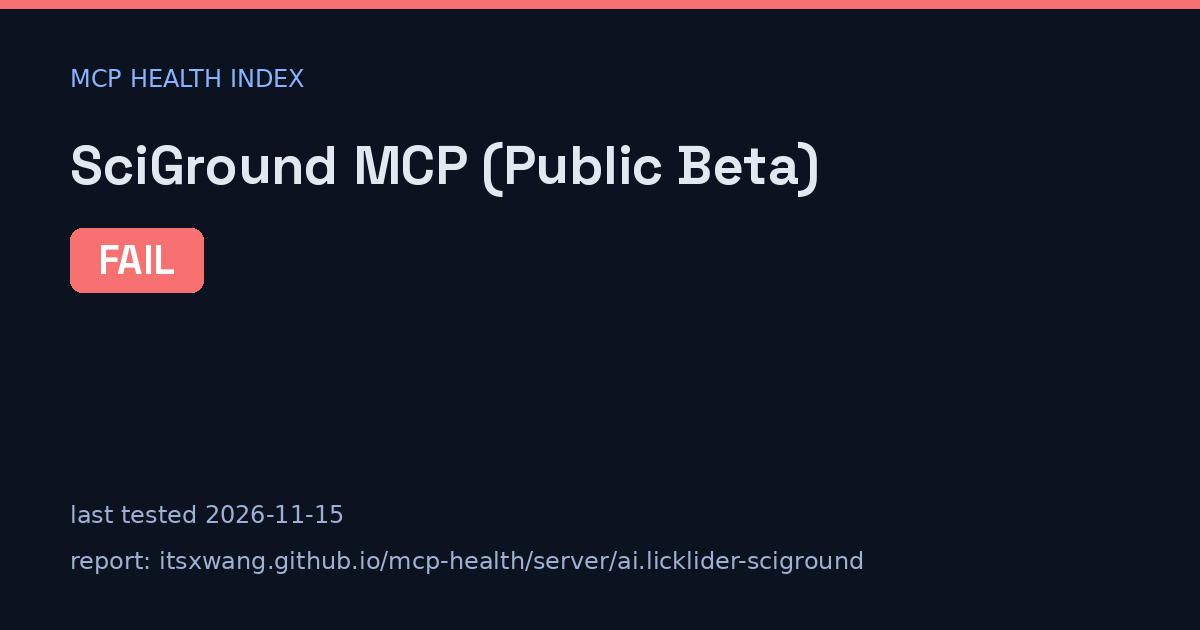 MCP HEALTH INDEX
SciGround MCP (Public Beta)
FAIL
last tested 2026-11-15
report: itsxwang.github.io/mcp-health/server/ai.licklider-sciground